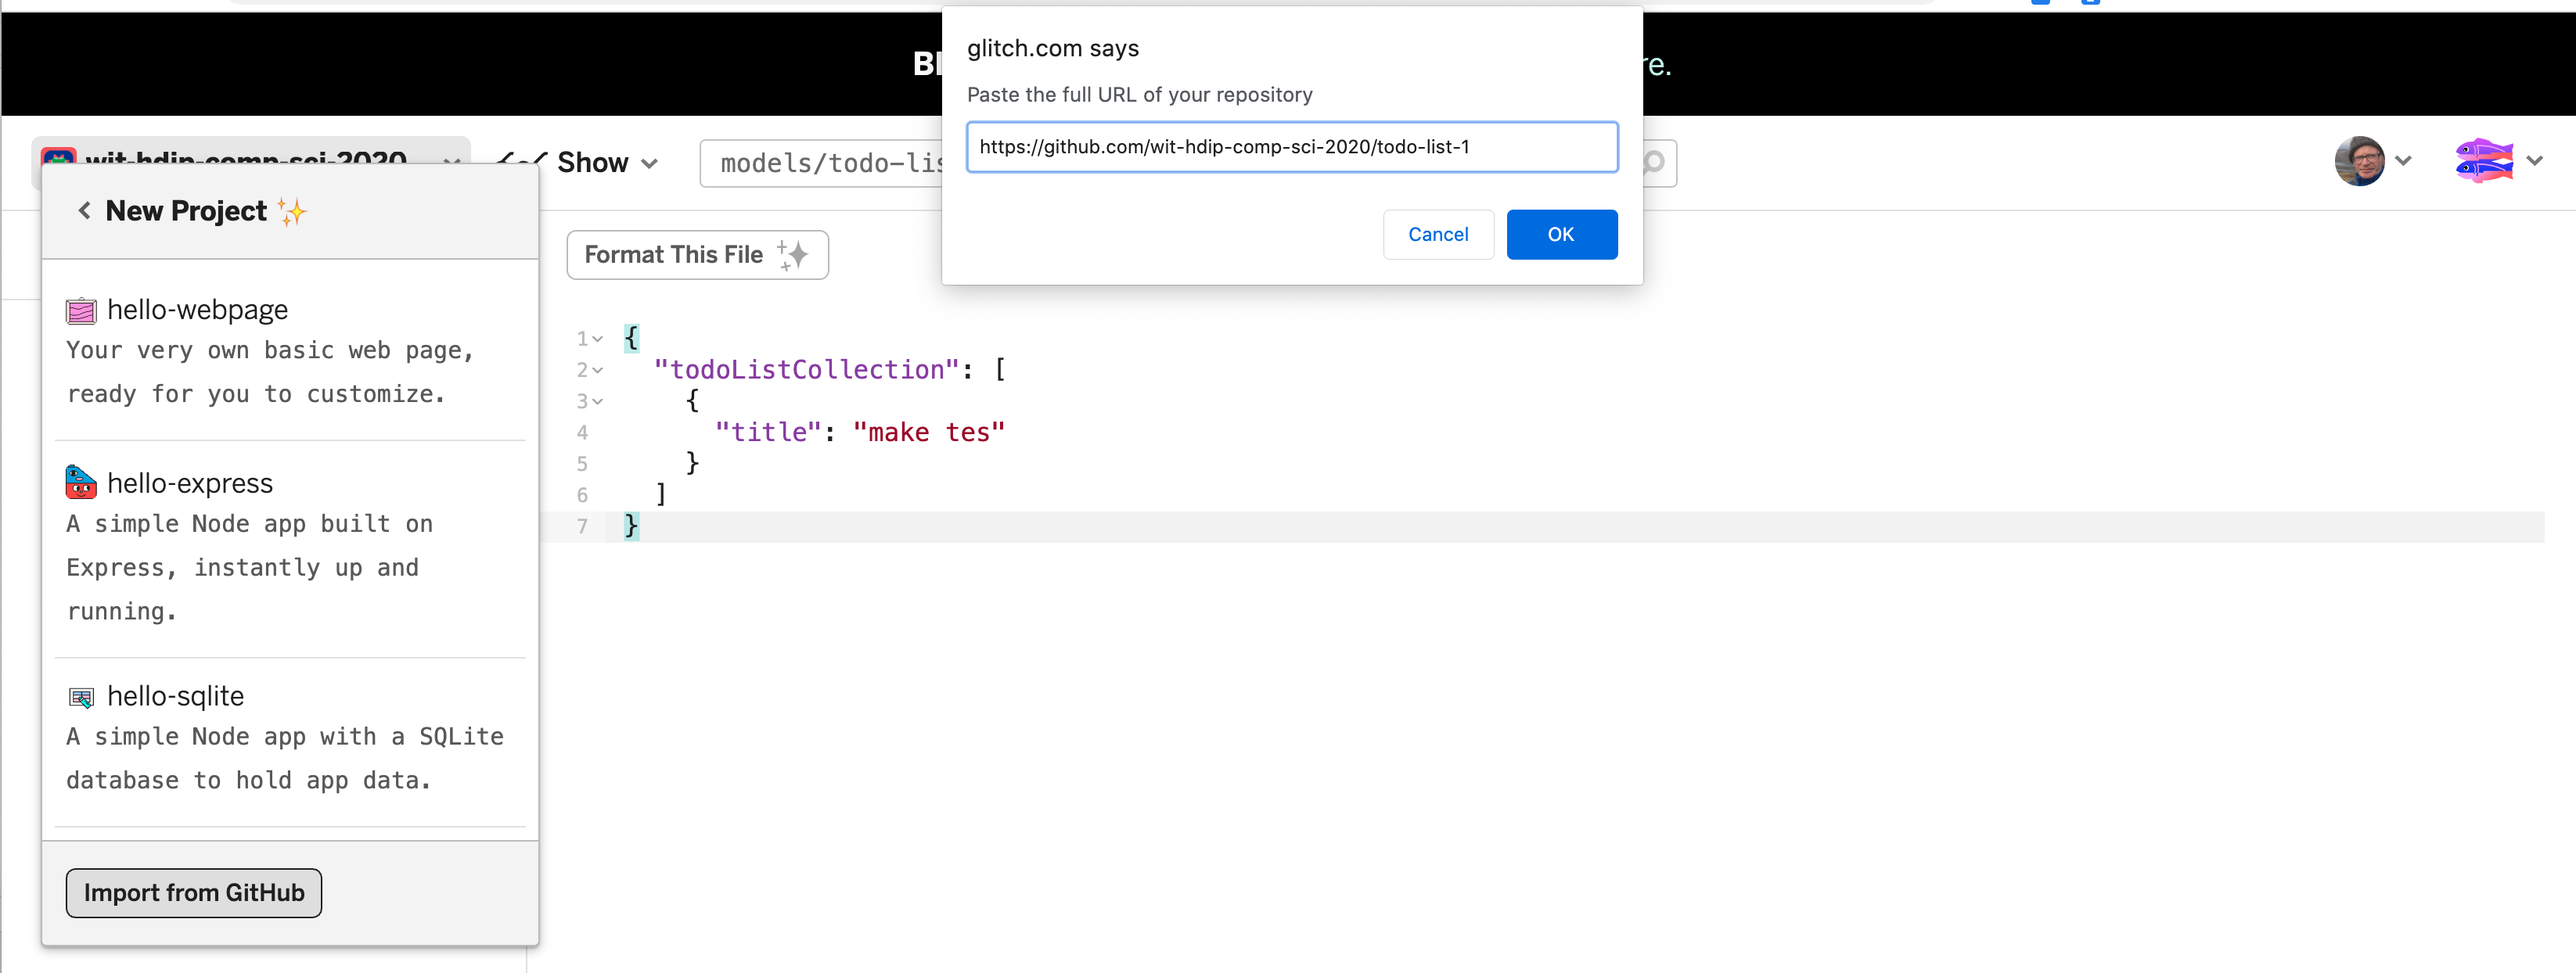 glitch.com says
Paste the full URL of your repository
https://github.com/wit-hdip-comp-sci-2020/todo-list-1
Cancel
OK
re.
wit-hdip-comp-sci-2020
Show
models/todo-lis
New Project
hello-webpage
Your very own basic web page,
ready for you to customize.
hello-express
A simple Node app built on
Express, instantly up and
running.
hello-sqlite
A simple Node app with a SQLite
database to hold app data.
Import from GitHub
Format This File
1 {
2 "todoListCollection": [
3 {
4 "title": "make tes"
5 }
6 ]
7 }